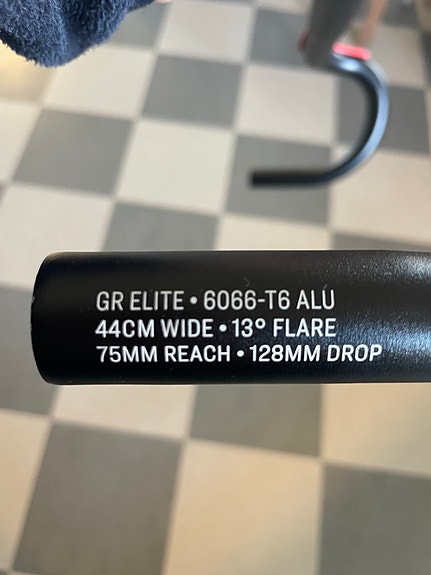 GR ELITE • 6066-T6 ALU
44CM WIDE • 13° FLARE
75MM REACH • 128MM DROP